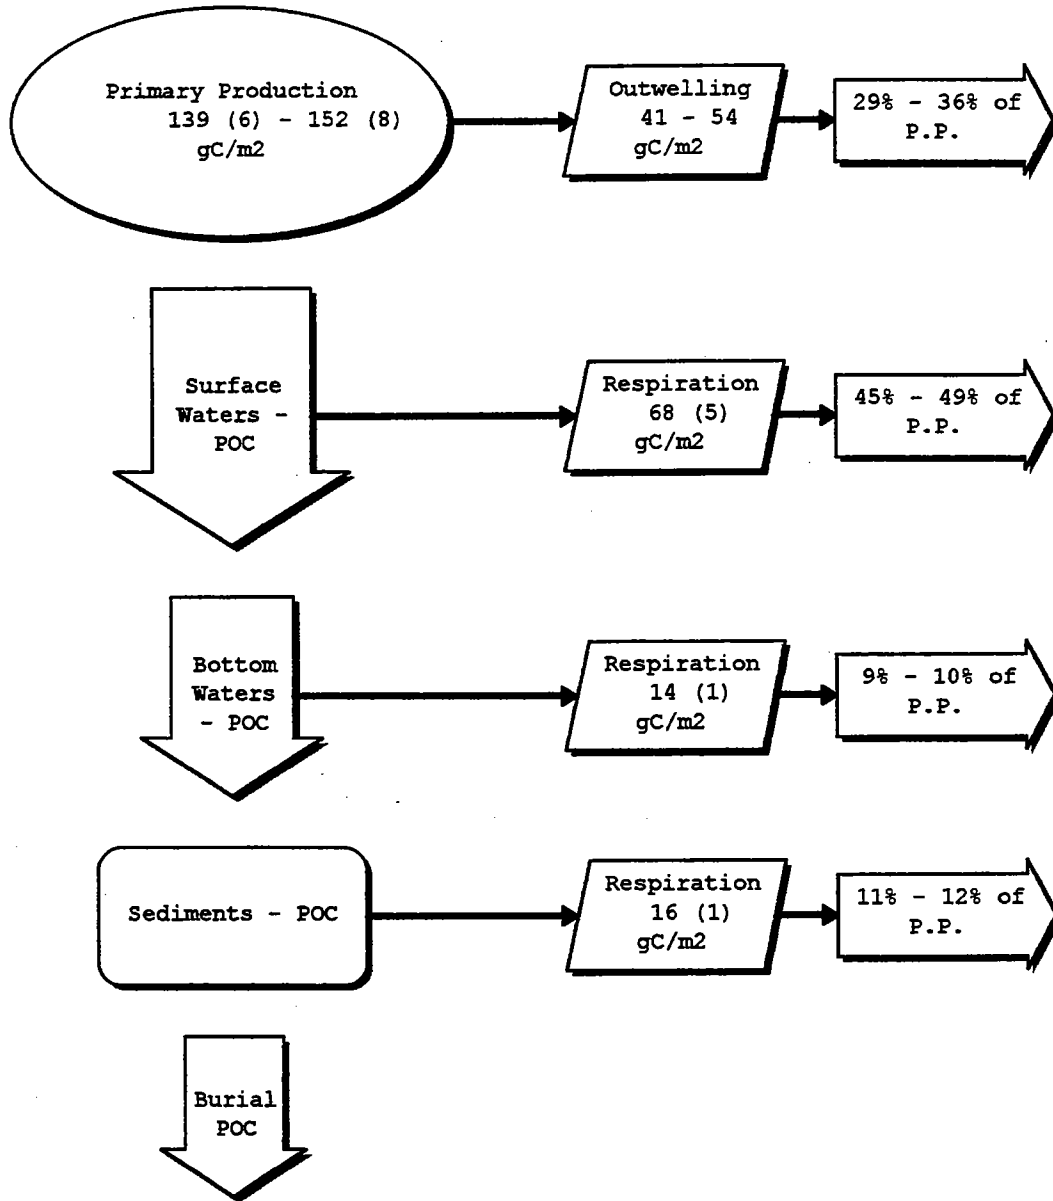 Primary Production
139 (6) - 152 (8)
gC/m2
Outwelling
41 - 54
gC/m2
29% - 36% of
P.P.
Surface
Waters -
POC
Respiration
68 (5)
gC/m2
45% - 49% of
P.P.
Bottom
Waters
- POC
Respiration
14 (1)
gC/m2
9% - 10% of
P.P.
Sediments - POC
Respiration
16 (1)
gC/m2
11% - 12% of
P.P.
Burial
POC